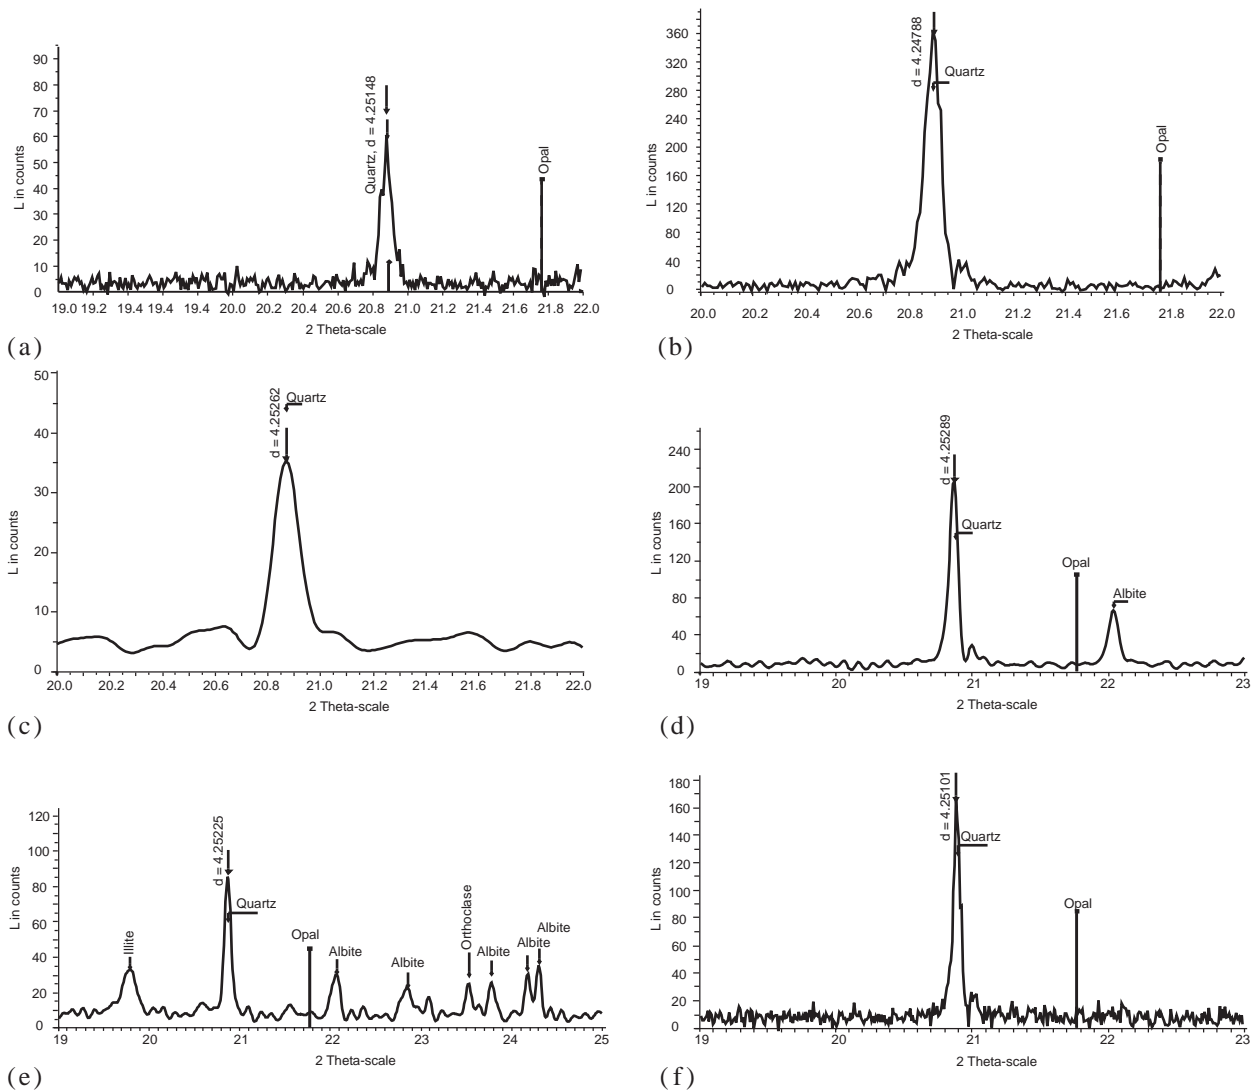 90
80
70
60
50
40
30
20
10
0
L in counts
Quartz, d = 4.25148
Opal
19.0 19.2 19.4 19.4 19.4 20.0 20.2 20.4 20.6 20.8 21.0 21.2 21.4 21.6 21.8 22.0
2 Theta-scale
(a)
360
320
280
240
200
160
120
80
40
0
L in counts
d = 4.24788
Quartz
Opal
20.0 20.2 20.4 20.6 20.8 21.0 21.2 21.4 21.6 21.8 22.0
2 Theta-scale
(b)
50
40
30
20
10
0
L in counts
d = 4.25262
Quartz
20.0 20.2 20.4 20.6 20.8 21.0 21.2 21.4 21.6 21.8 22.0
2 Theta-scale
(c)
240
200
160
120
80
40
0
L in counts
d = 4.25289
Quartz
Opal
Albite
19 20 21 22 23
2 Theta-scale
(d)
120
100
80
60
40
20
0
L in counts
Illite
d = 4.25225
Quartz
Opal
Albite
Albite
Orthoclase
Albite
Albite
Albite
19 20 21 22 23 24 25
2 Theta-scale
(e)
180
160
140
120
100
80
60
40
20
0
L in counts
d = 4.25101
Quartz
Opal
19 20 21 22 23
2 Theta-scale
(f)